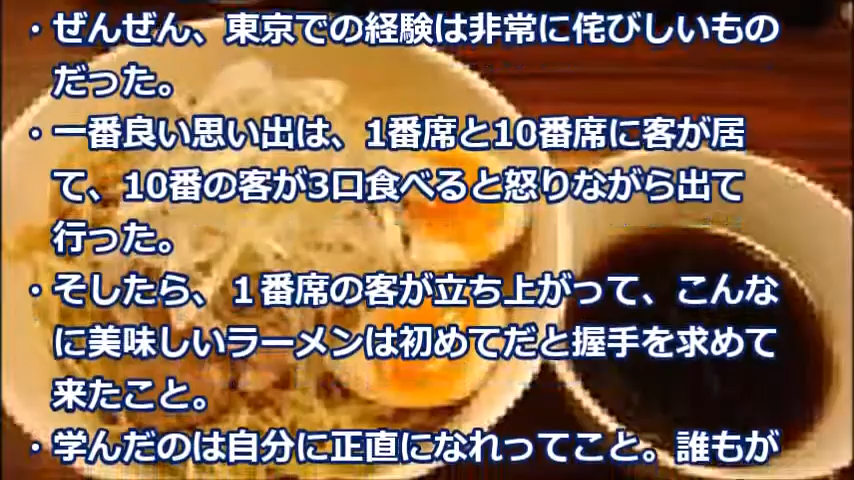 ・ぜんぜん、東京での経験は非常に侘びしいもの
だった。
・一番良い思い出は、1番席と10番席に客が居
て、10番の客が3口食べると怒りながら出て
行った。
・そしたら、１番席の客が立ち上がって、こんな
に美味しいラーメンは初めてだと握手を求めて
来たこと。
・学んだのは自分に正直になれってこと。誰もが